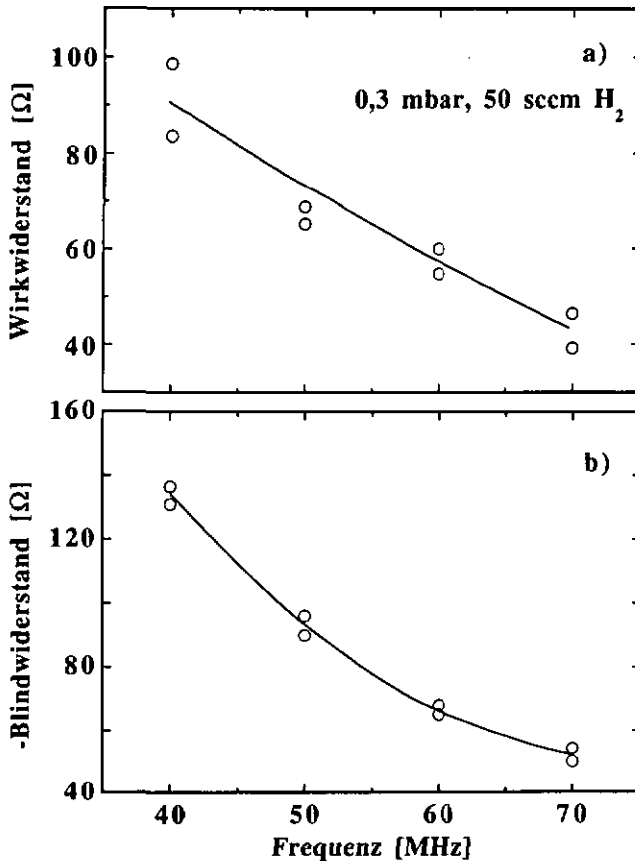 a)
0,3 mbar, 50 sccm H2
Wirkwiderstand [Ω]
100
80
60
40
b)
-Blindwiderstand [Ω]
160
120
80
40
40 50 60 70
Frequenz [MHz]